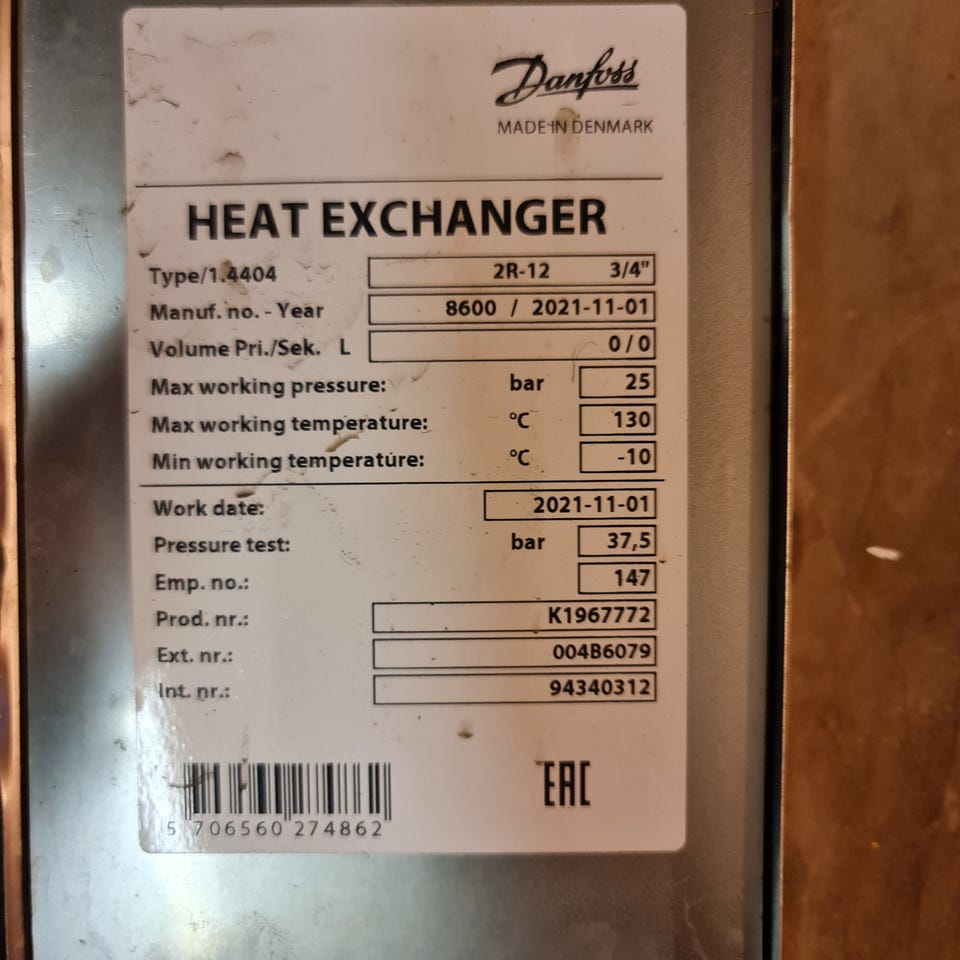 Danfoss
MADE IN DENMARK
HEAT EXCHANGER
Type/1.4404 2R-12 3/4"
Manuf. no. - Year 8600 / 2021-11-01
Volume Pri./Sek. L 0 / 0
Max working pressure: bar 25
Max working temperature: °C 130
Min working temperature: °C -10
Work date: 2021-11-01
Pressure test: bar 37,5
Emp. no.: 147
Prod. nr.: K1967772
Ext. nr.: 004B6079
Int. nr.: 94340312
EAC
5 706560 274862